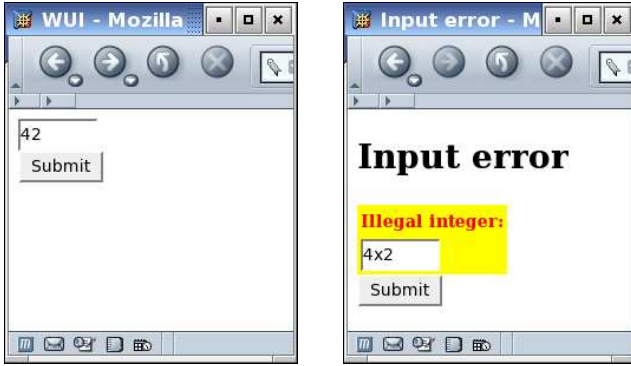 WUI - Mozilla
42
Submit
Input error - M
Input error
Illegal integer:
4x2
Submit